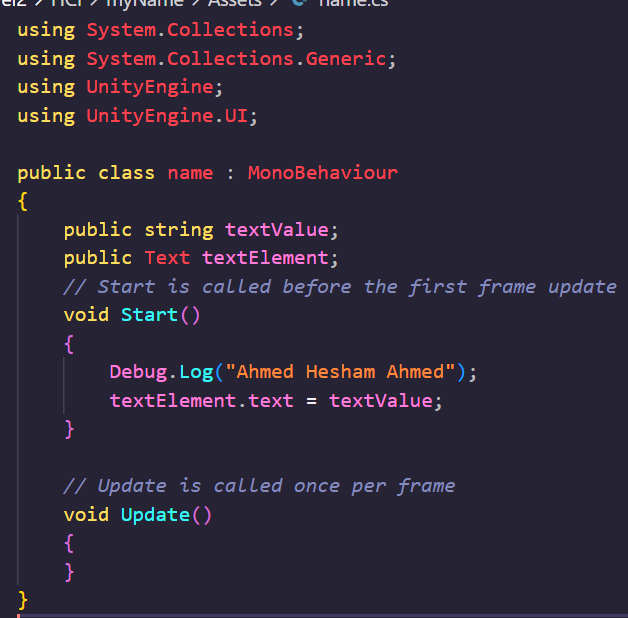 el2 > HCI > myName > Assets > name.cs
using System.Collections;
using System.Collections.Generic;
using UnityEngine;
using UnityEngine.UI;
public class name : MonoBehaviour
{
public string textValue;
public Text textElement;
// Start is called before the first frame update
void Start()
{
Debug.Log("Ahmed Hesham Ahmed");
textElement.text = textValue;
}
// Update is called once per frame
void Update()
{
}
}